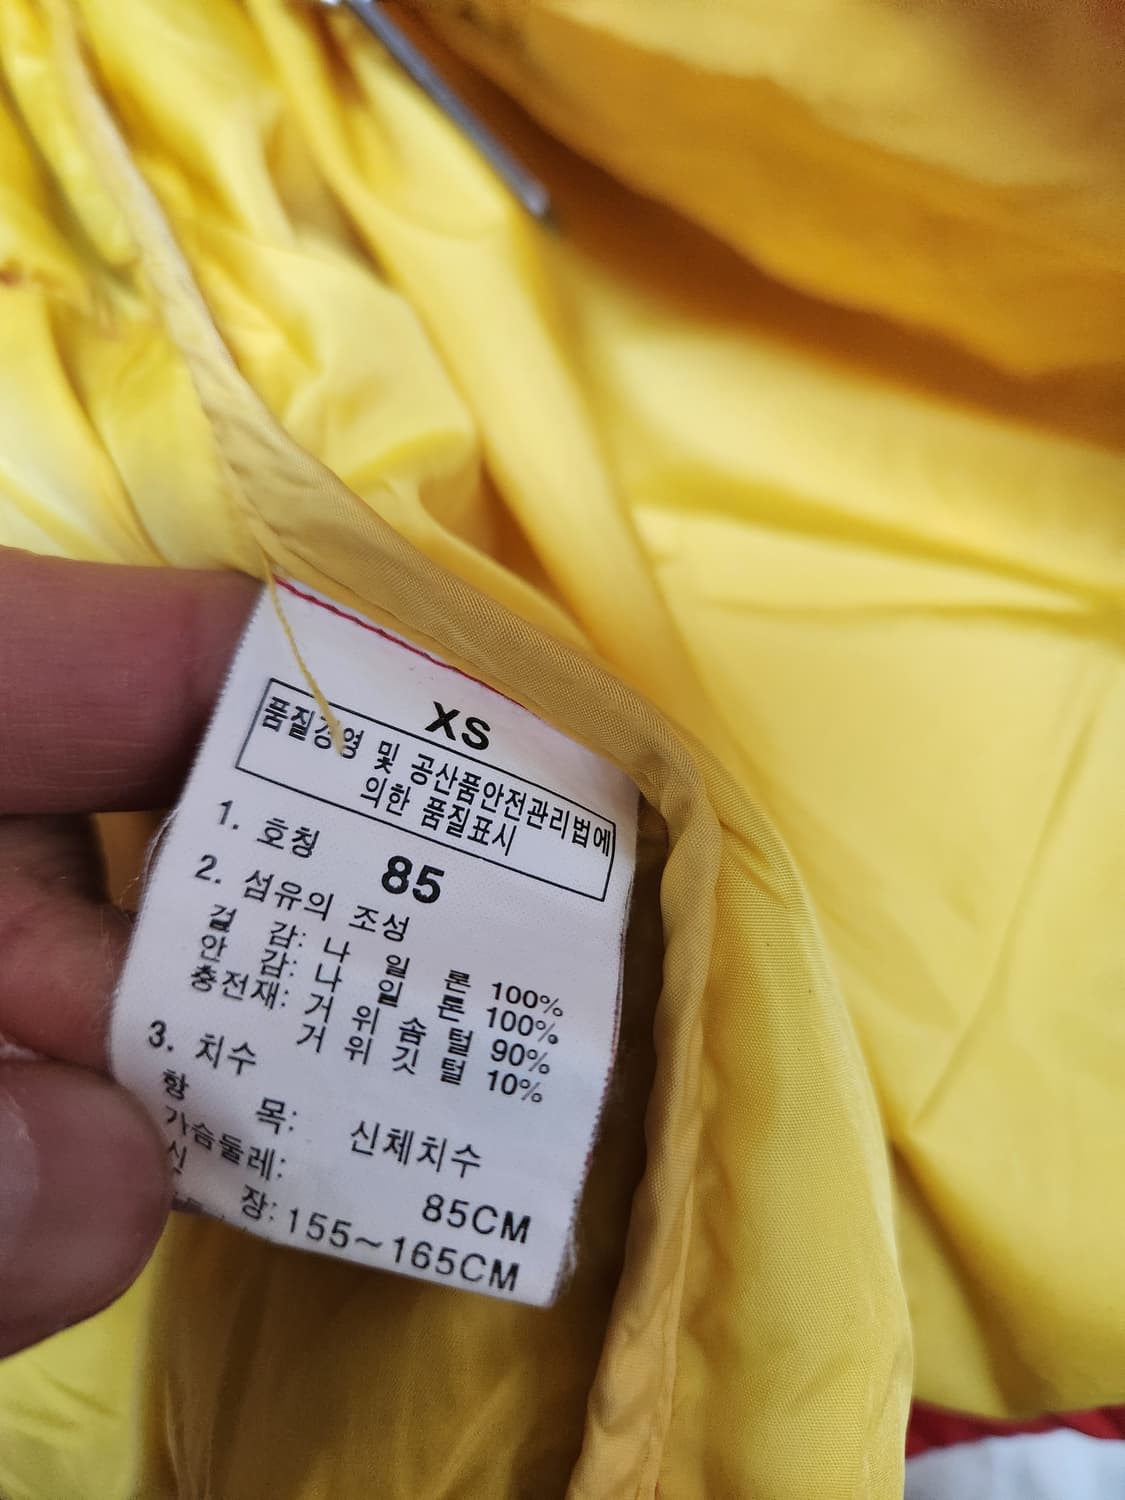 XS
품질경영 및 공산품안전관리법에
의한 품질표시
1. 호칭 85
2. 섬유의 조성
겉 감: 나 일 론 100%
안 감: 나 일 론 100%
충전재: 거 위 솜 털 90%
거 위 깃 털 10%
3. 치수
항 목: 신체치수
가슴둘레: 85CM
신 장: 155~165CM